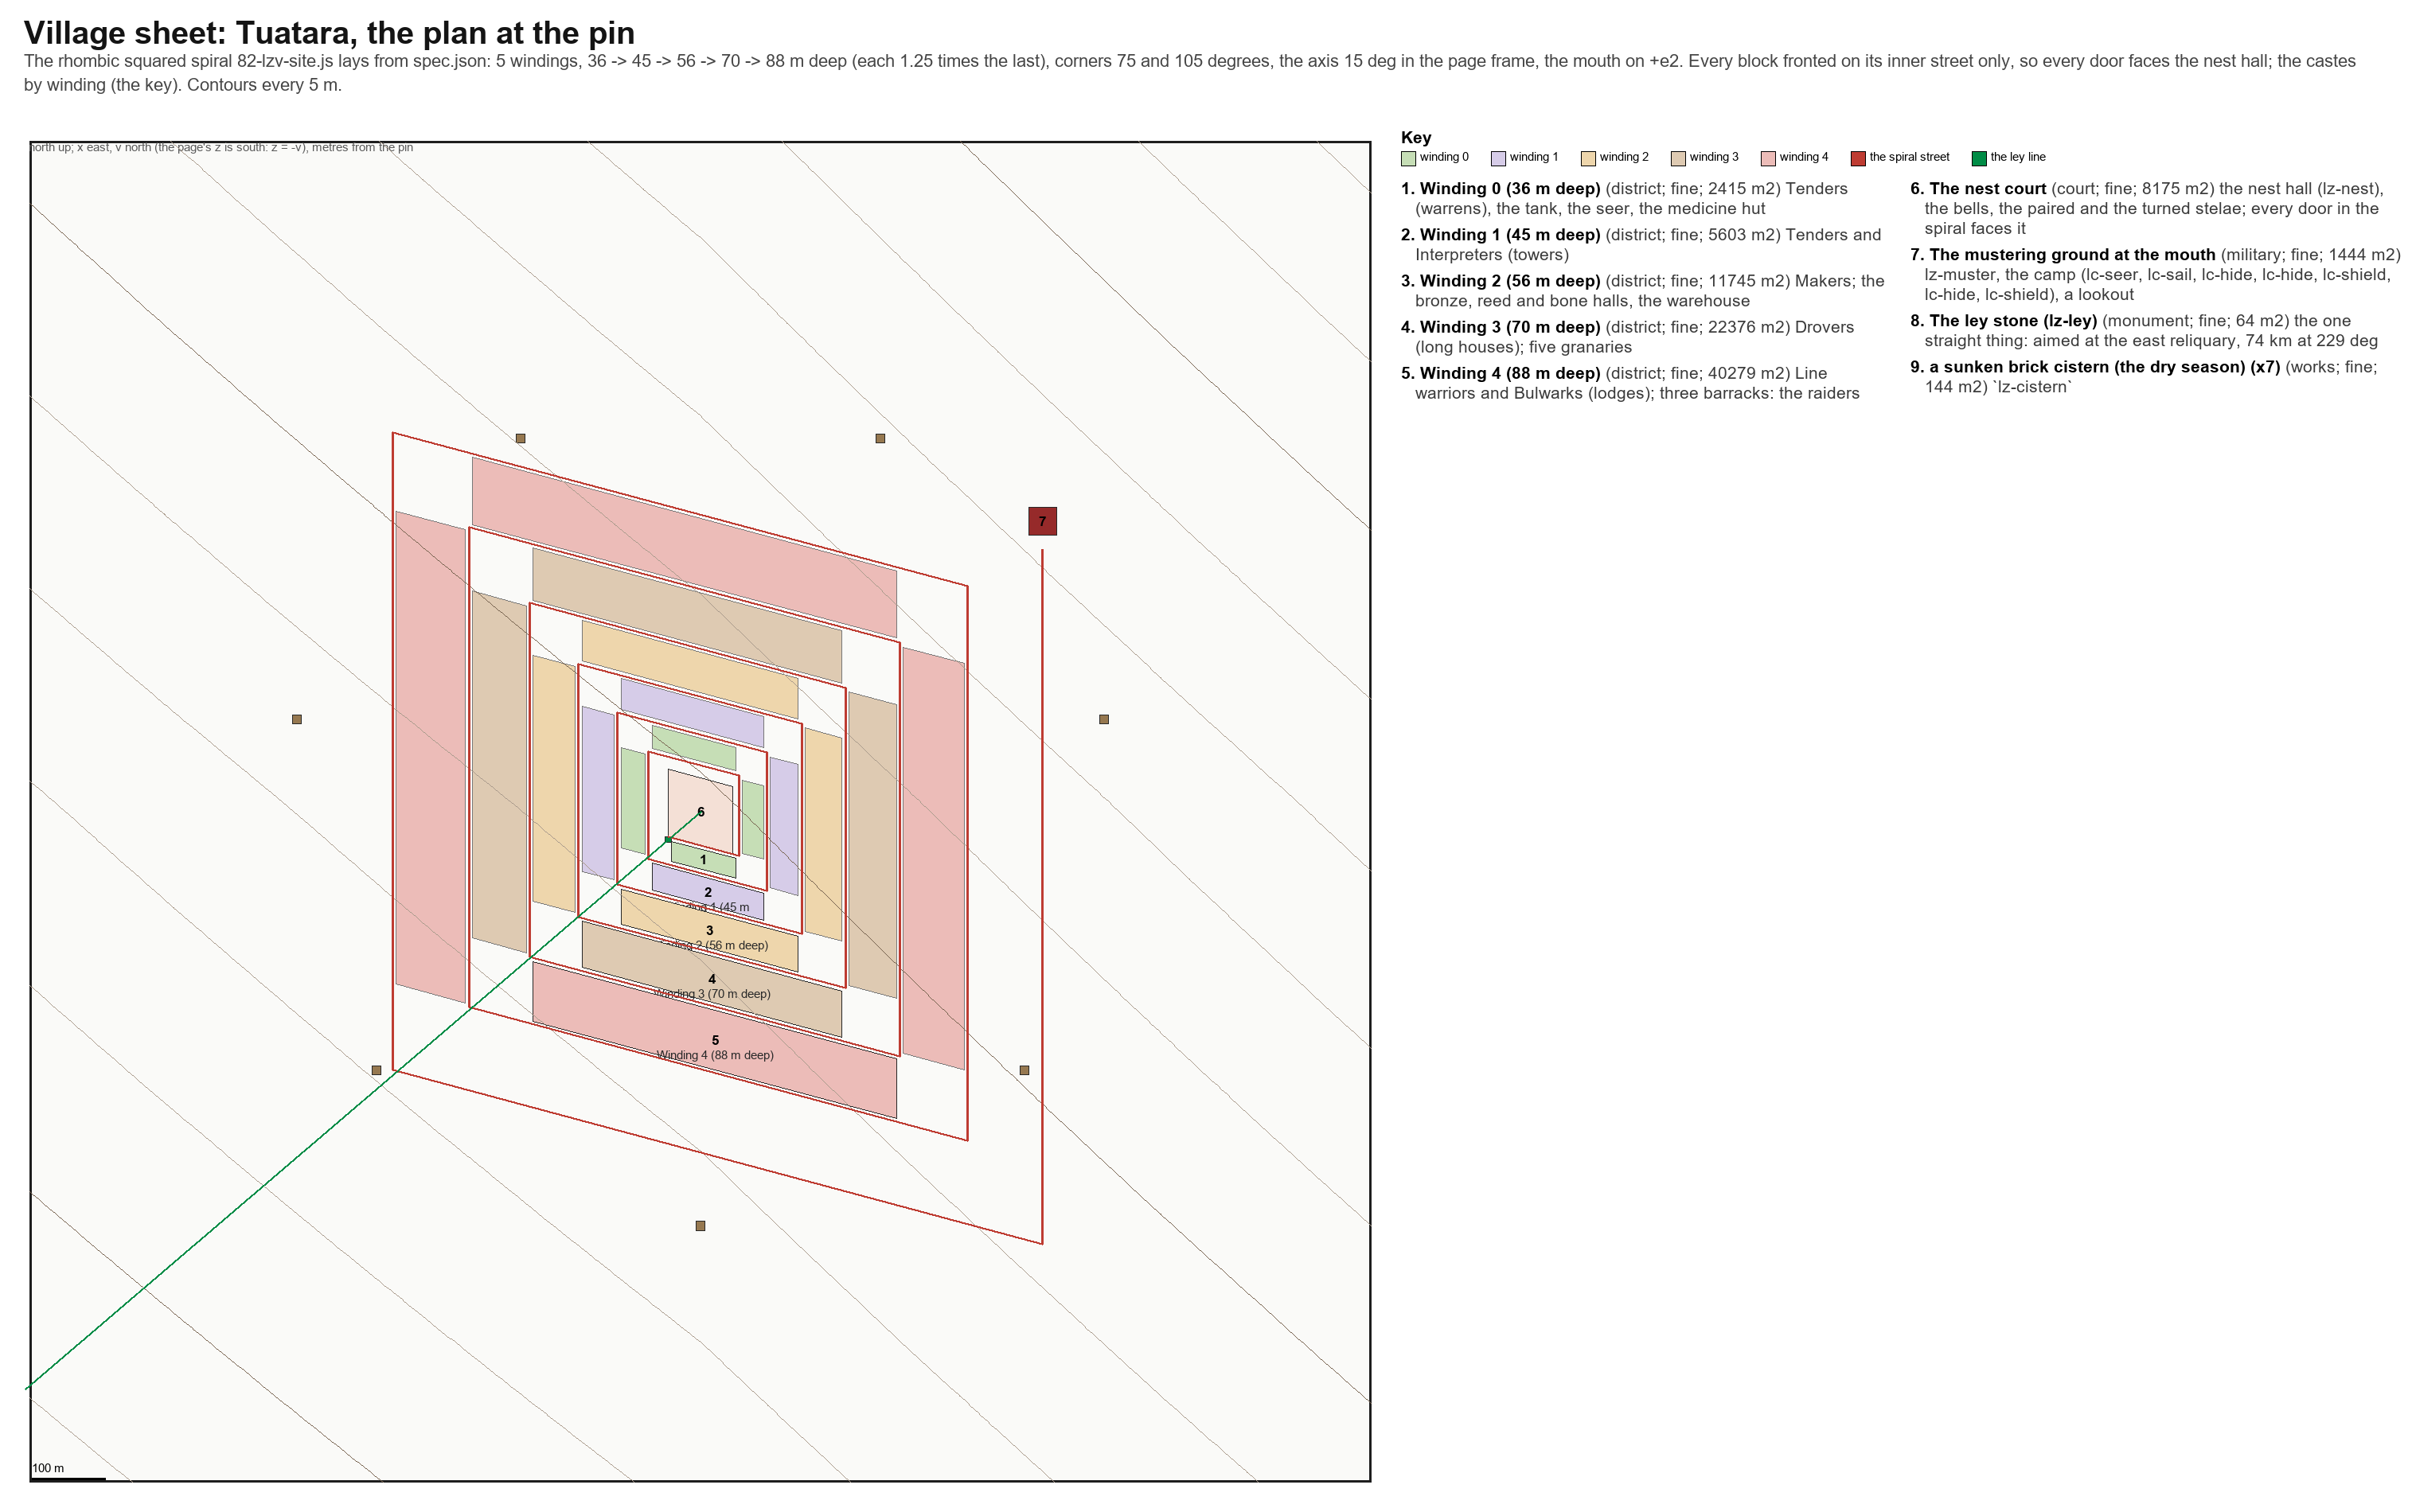 Village sheet: Tuatara, the plan at the pin
The rhombic squared spiral 82-lzv-site.js lays from spec.json: 5 windings, 36 -> 45 -> 56 -> 70 -> 88 m deep (each 1.25 times the last), corners 75 and 105 degrees, the axis 15 deg in the page frame, the mouth on +e2. Every block fronted on its inner street only, so every door faces the nest hall; the castes
by winding (the key). Contours every 5 m.
north up; x east, v north (the page's z is south: z = -v), metres from the pin
7
6
1
2
1 (45 m
3
2 (56 m deep)
4
Winding 3 (70 m deep)
5
Winding 4 (88 m deep)
100 m
Key
winding 0 winding 1 winding 2 winding 3 winding 4 the spiral street the ley line
1. Winding 0 (36 m deep) (district; fine; 2415 m2) Tenders
(warrens), the tank, the seer, the medicine hut
2. Winding 1 (45 m deep) (district; fine; 5603 m2) Tenders and
Interpreters (towers)
3. Winding 2 (56 m deep) (district; fine; 11745 m2) Makers; the
bronze, reed and bone halls, the warehouse
4. Winding 3 (70 m deep) (district; fine; 22376 m2) Drovers
(long houses); five granaries
5. Winding 4 (88 m deep) (district; fine; 40279 m2) Line
warriors and Bulwarks (lodges); three barracks: the raiders
6. The nest court (court; fine; 8175 m2) the nest hall (lz-nest),
the bells, the paired and the turned stelae; every door in the
spiral faces it
7. The mustering ground at the mouth (military; fine; 1444 m2)
lz-muster, the camp (lc-seer, lc-sail, lc-hide, lc-hide, lc-shield,
lc-hide, lc-shield), a lookout
8. The ley stone (lz-ley) (monument; fine; 64 m2) the one
straight thing: aimed at the east reliquary, 74 km at 229 deg
9. a sunken brick cistern (the dry season) (x7) (works; fine;
144 m2) `lz-cistern`